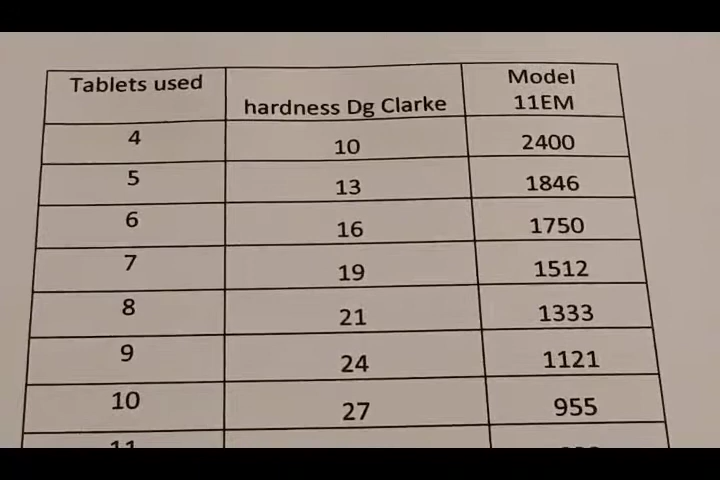 Tablets used hardness Dg Clarke Model 11EM
4 10 2400
5 13 1846
6 16 1750
7 19 1512
8 21 1333
9 24 1121
10 27 955
11